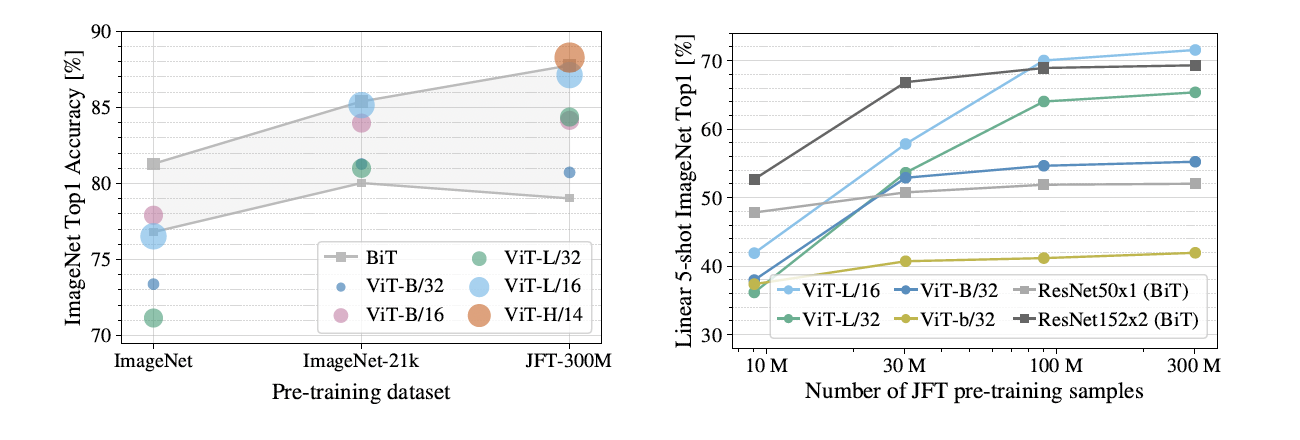 ImageNet Top1 Accuracy [%]
90
85
80
75
70
BiT
ViT-B/32
ViT-B/16
ViT-L/32
ViT-L/16
ViT-H/14
ImageNet
ImageNet-21k
JFT-300M
Pre-training dataset
Linear 5-shot ImageNet Top1 [%]
70
60
50
40
30
ViT-L/16
ViT-L/32
ViT-B/32
ViT-b/32
ResNet50x1 (BiT)
ResNet152x2 (BiT)
10 M
30 M
100 M
300 M
Number of JFT pre-training samples